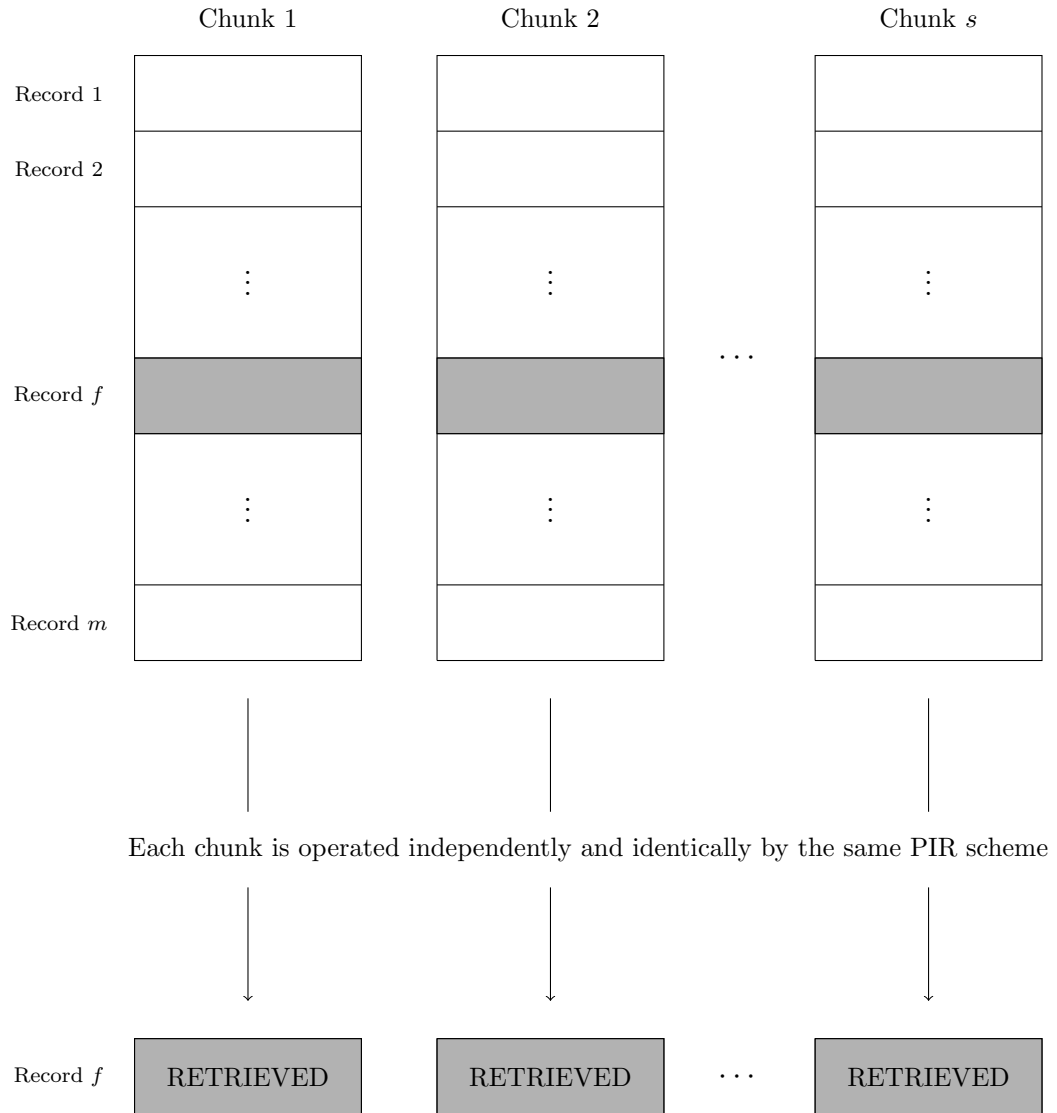 Chunk 1 Chunk 2 Chunk s
Record 1
Record 2
⋮ ⋮ ⋮
· · ·
Record f
⋮ ⋮ ⋮
Record m
Each chunk is operated independently and identically by the same PIR scheme
Record f RETRIEVED RETRIEVED · · · RETRIEVED